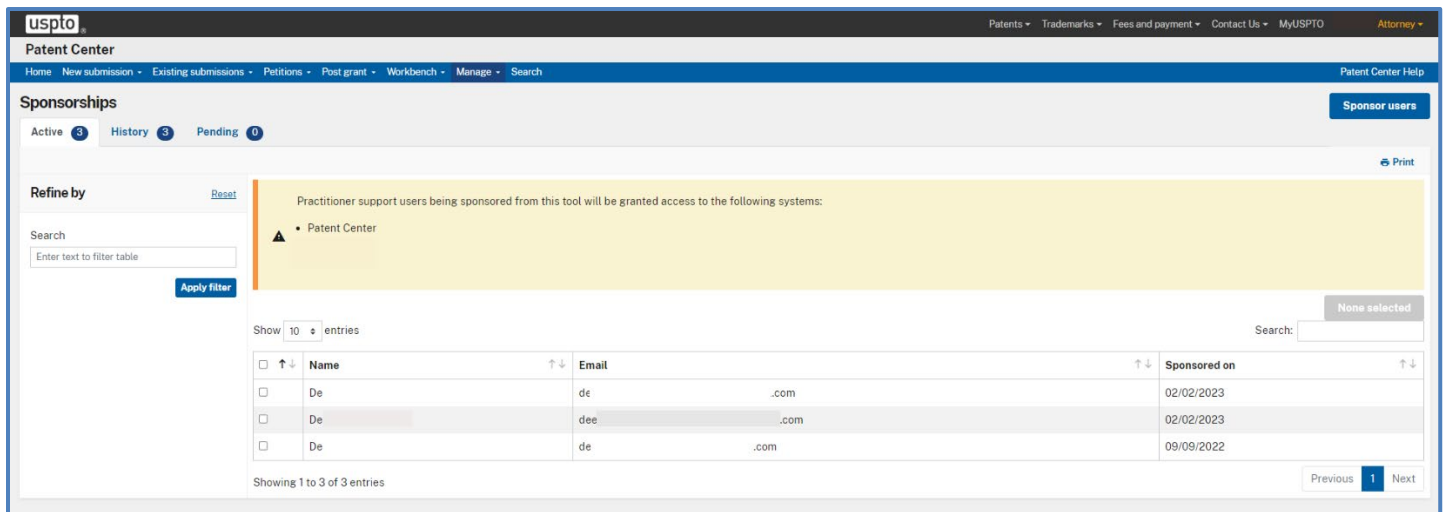 uspto® Patents Trademarks Fees and payment Contact Us MyUSPTO Attorney
Patent Center
Home New submission Existing submissions Petitions Post grant Workbench Manage Search Patent Center Help
Sponsorships Sponsor users
Active 3 History 3 Pending 0
Print
Refine by Reset
Practitioner support users being sponsored from this tool will be granted access to the following systems:
Search
• Patent Center
Enter text to filter table
Apply filter
None selected
Show 10 entries Search:
Name Email Sponsored on
De de .com 02/02/2023
De dee .com 02/02/2023
De de .com 09/09/2022
Showing 1 to 3 of 3 entries Previous 1 Next